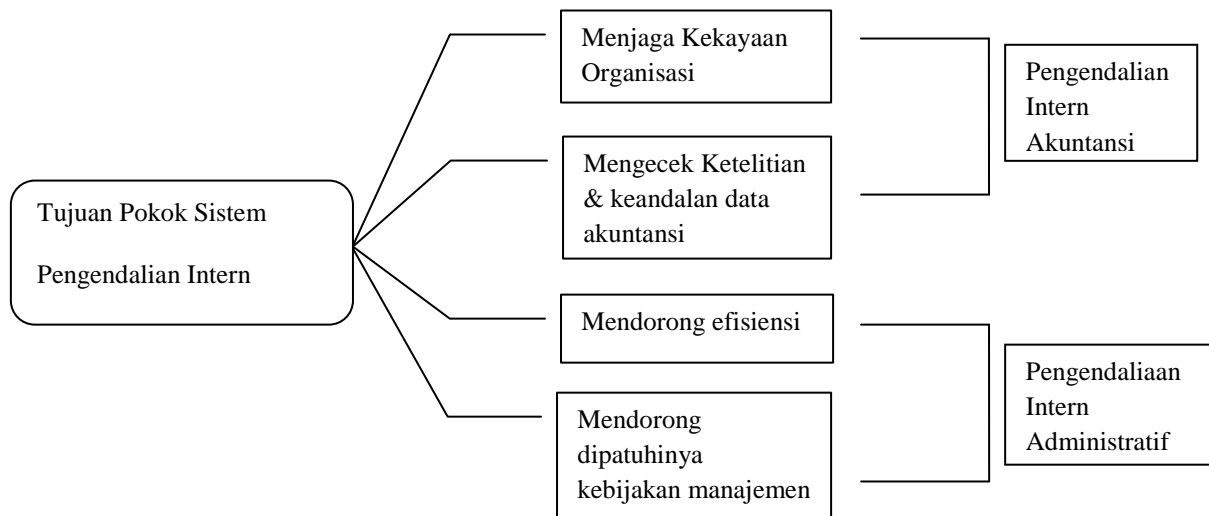 Tujuan Pokok Sistem
Pengendalian Intern
Menjaga Kekayaan
Organisasi
Mengecek Ketelitian
& keandalan data
akuntansi
Mendorong efisiensi
Mendorong
dipatuhinya
kebijakan manajemen
Pengendalian
Intern
Akuntansi
Pengendaliaan
Intern
Administratif